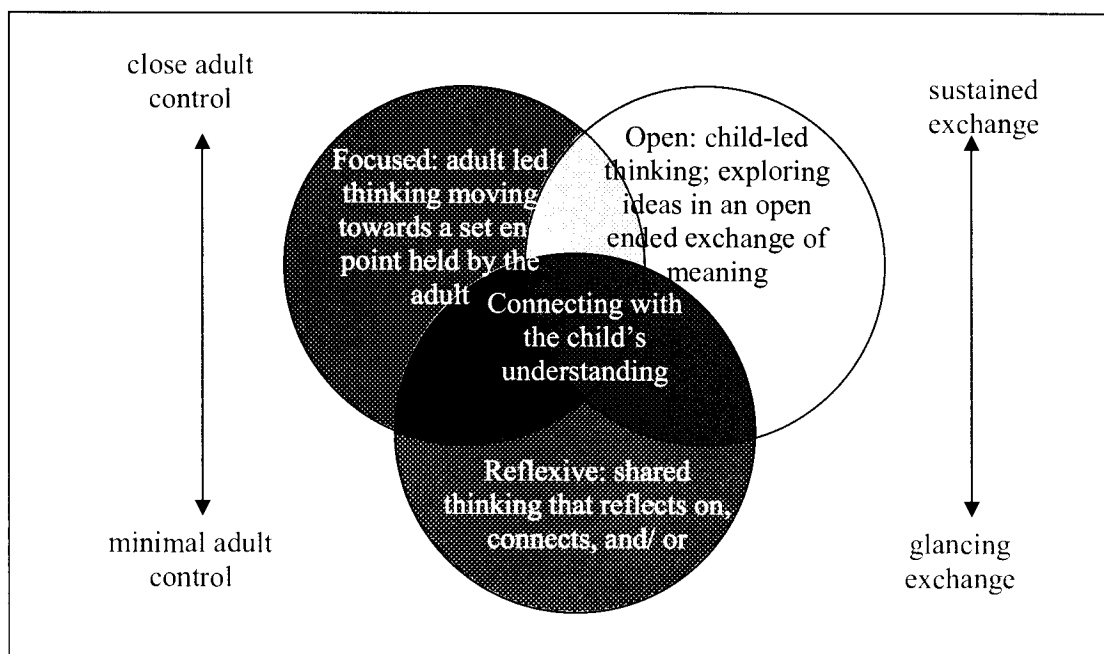 close adult
control
minimal adult
control
Focused: adult led
thinking moving
towards a set en
point held by the
adult
Open: child-led
thinking; exploring
ideas in an open
ended exchange of
meaning
Connecting with
the child's
understanding
Reflexive: shared
thinking that reflects on,
connects, and/ or
sustained
exchange
glancing
exchange